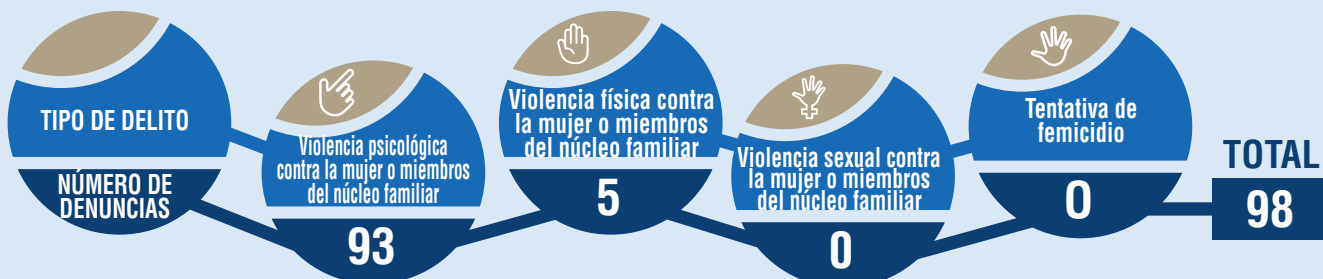 TIPO DE DELITO
NÚMERO DE
DENUNCIAS
Violencia psicológica
contra la mujer o miembros
del núcleo familiar
93
Violencia física contra
la mujer o miembros
del núcleo familiar
5
Violencia sexual contra
la mujer o miembros
del núcleo familiar
0
Tentativa de
femicidio
0
TOTAL
98